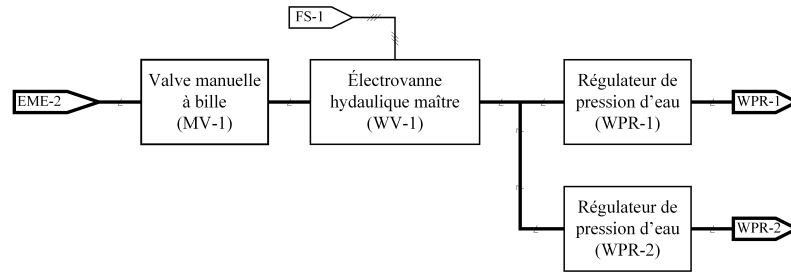 FS-1
EME-2
Valve manuelle
à bille
(MV-1)
Électrovanne
hydaulique maître
(WV-1)
Régulateur de
pression d'eau
(WPR-1)
WPR-1
Régulateur de
pression d'eau
(WPR-2)
WPR-2